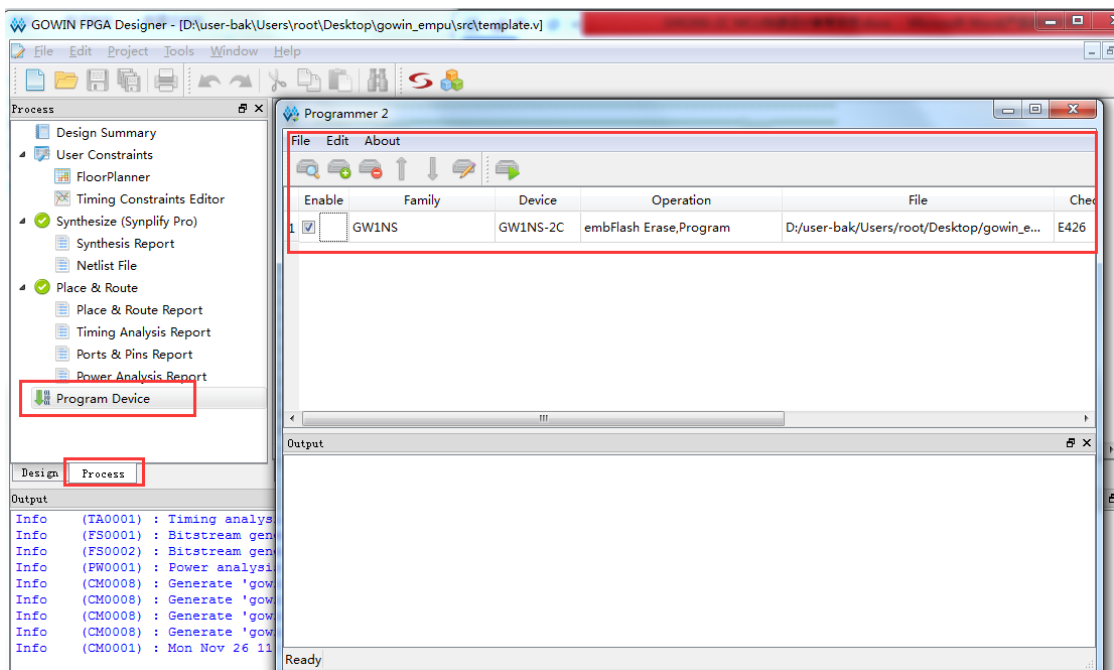 GOWIN FPGA Designer - [D:\user-bak\Users\root\Desktop\gowin_empu\src\template.v]
File Edit Project Tools Window Help
Process
Design Summary
User Constraints
FloorPlanner
Timing Constraints Editor
Synthesize (Synplify Pro)
Synthesis Report
Netlist File
Place & Route
Place & Route Report
Timing Analysis Report
Ports & Pins Report
Power Analysis Report
Program Device
Design Process
Programmer 2
File Edit About
Enable Family Device Operation File
1 GW1NS GW1NS-2C embFlash Erase,Program D:/user-bak/Users/root/Desktop/gowin_e... E426
Output
Ready
Output
Info (TA0001) : Timing analys
Info (FS0001) : Bitstream gen
Info (FS0002) : Bitstream gen
Info (PW0001) : Power analysi
Info (CM0008) : Generate 'gow
Info (CM0008) : Generate 'gow
Info (CM0008) : Generate 'gow
Info (CM0008) : Generate 'gow
Info (CM0001) : Mon Nov 26 11